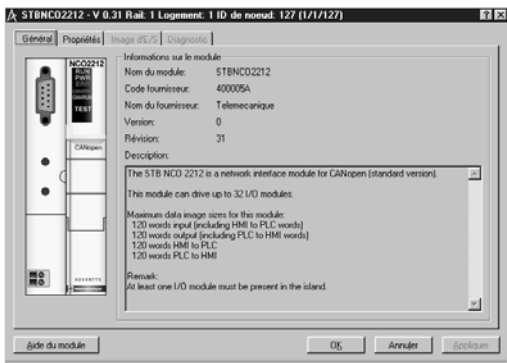 STBNCO2212 - V 0.31 Rail: 1 Logement: 1 ID de noeud: 127 (1/1/127)
Général Propriétés Image d'E/S Diagnostic
NCO2212
RUN
PWR
ERR
TEST
CANopen
ADVANTYS
Informations sur le module
Nom du module: STBNCO2212
Code fournisseur: 400005A
Nom du fournisseur: Telemecanique
Version: 0
Révision: 31
Description:
The STB NCO 2212 is a network interface module for CANopen (standard version).
This module can drive up to 32 I/O modules.
Maximum data image sizes for this module:
120 words input (including HMI to PLC words)
120 words output (including PLC to HMI words)
120 words HMI to PLC
120 words PLC to HMI
Remark:
At least one I/O module must be present in the island.
Aide du module OK Annuler Appliquer